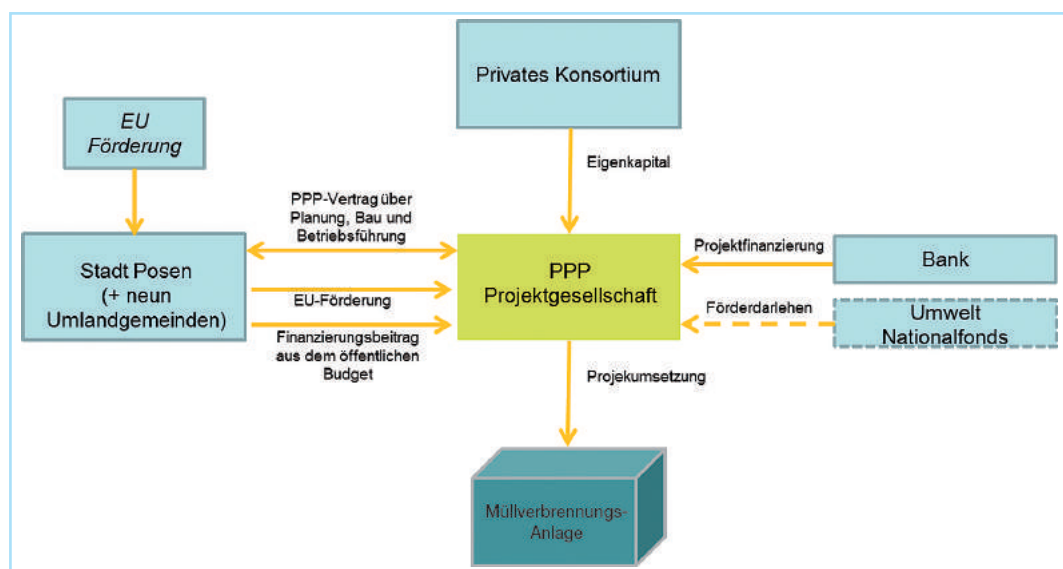 Privates Konsortium
EU
Förderung
Eigenkapital
PPP-Vertrag über
Planung, Bau und
Betriebsführung
Stadt Posen
(+ neun
Umlandgemeinden)
EU-Förderung
Finanzierungsbeitrag
aus dem öffentlichen
Budget
PPP
Projektgesellschaft
Projektfinanzierung
Bank
Förderdarlehen
Umwelt
Nationalfonds
Projekumsetzung
Müllverbrennungs-
Anlage